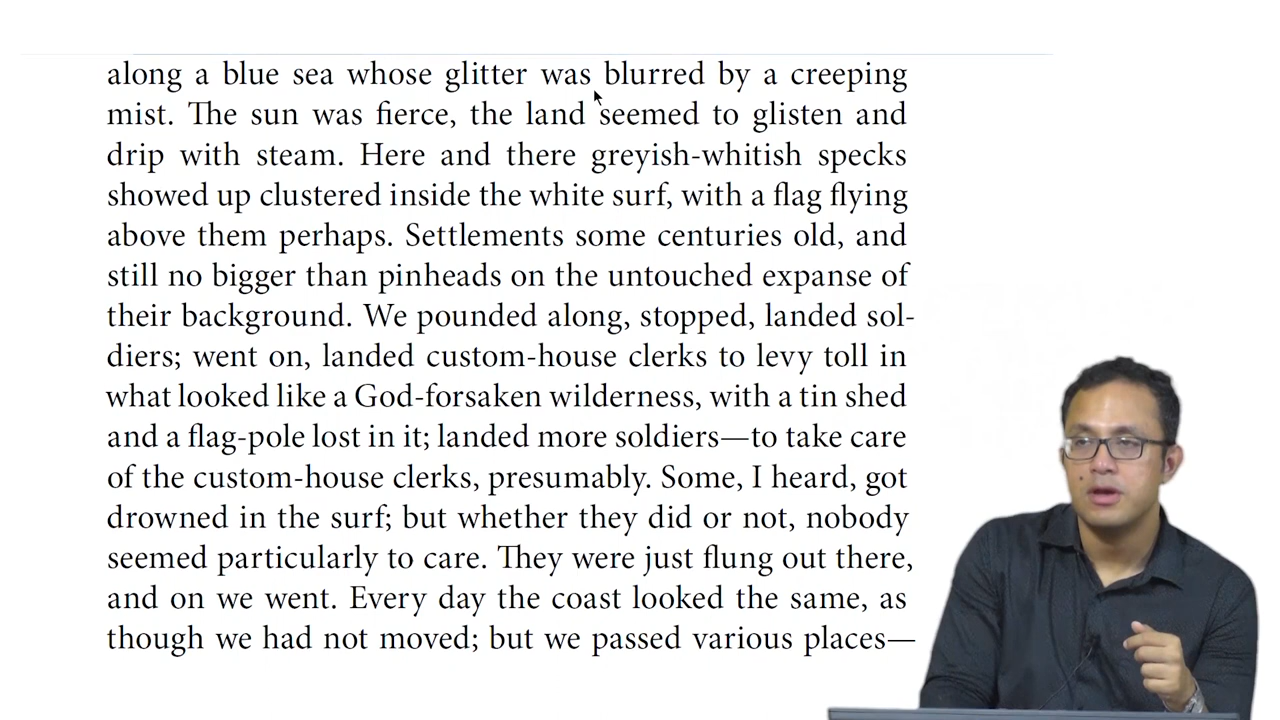 along a blue sea whose glitter was blurred by a creeping
mist. The sun was fierce, the land seemed to glisten and
drip with steam. Here and there greyish-whitish specks
showed up clustered inside the white surf, with a flag flying
above them perhaps. Settlements some centuries old, and
still no bigger than pinheads on the untouched expanse of
their background. We pounded along, stopped, landed sol-
diers; went on, landed custom-house clerks to levy toll in
what looked like a God-forsaken wilderness, with a tin shed
and a flag-pole lost in it; landed more soldiers—to take care
of the custom-house clerks, presumably. Some, I heard, got
drowned in the surf; but whether they did or not, nobody
seemed particularly to care. They were just flung out there,
and on we went. Every day the coast looked the same, as
though we had not moved; but we passed various places—